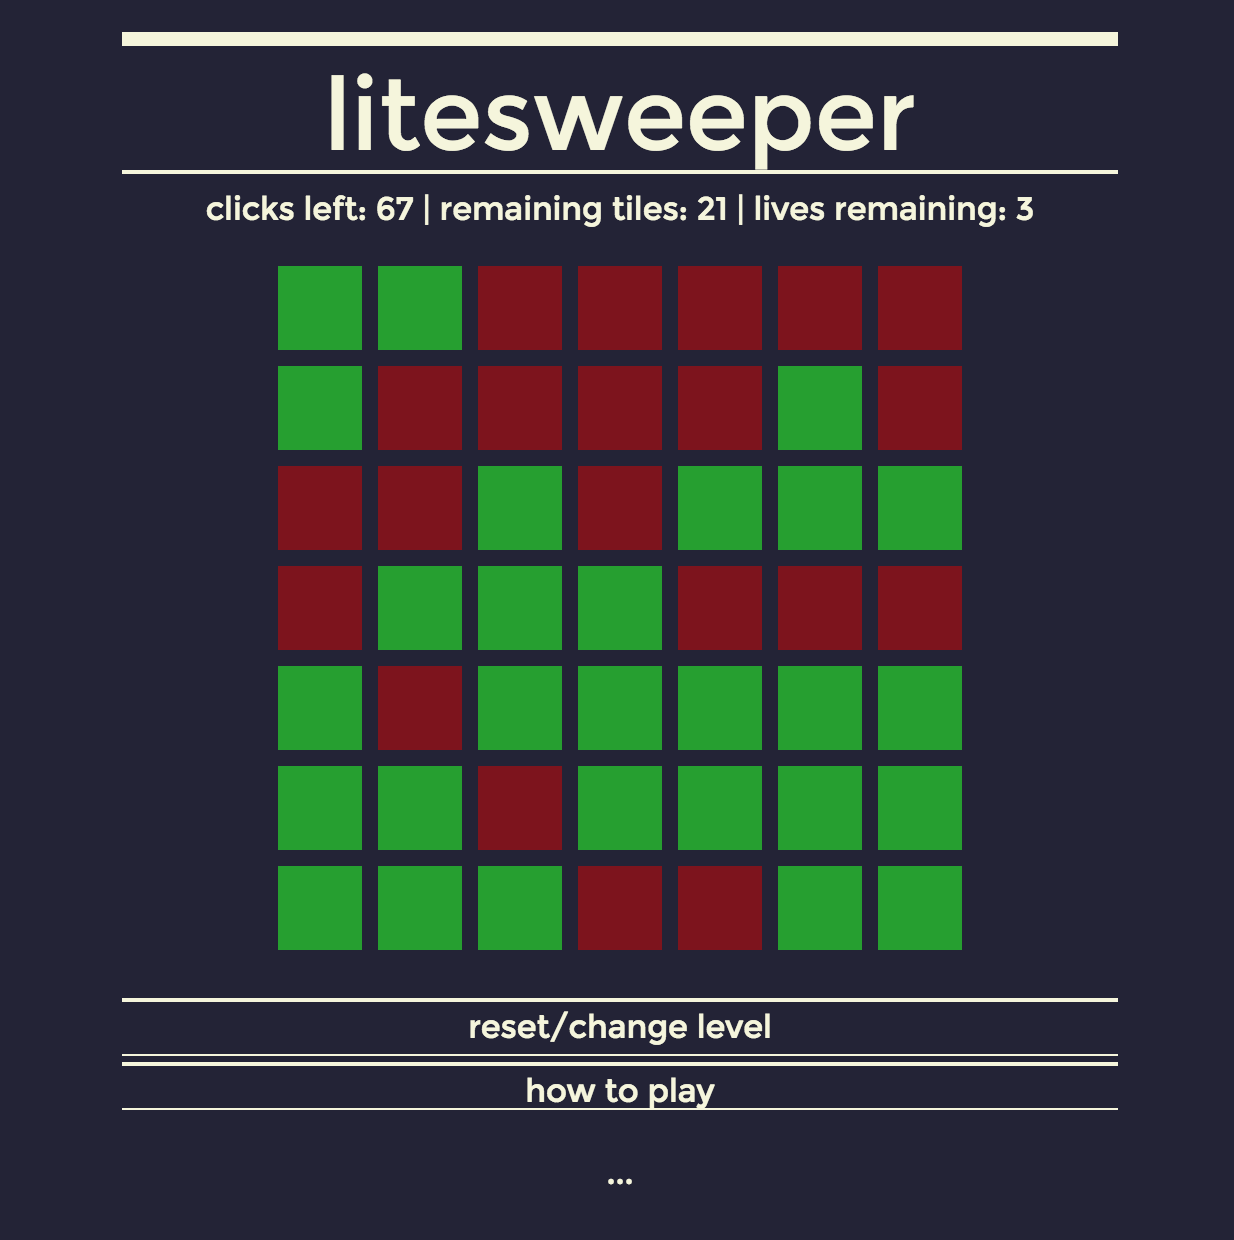 litesweeper
clicks left: 67 | remaining tiles: 21 | lives remaining: 3
reset/change level
how to play
...